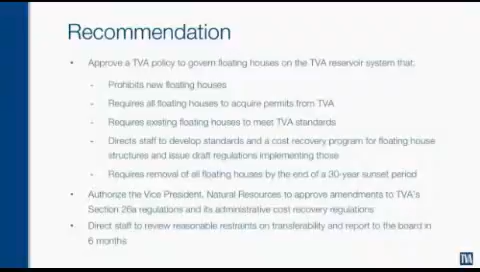 Recommendation
• Approve a TVA policy to govern floating houses on the TVA reservoir system that:
- Prohibits new floating houses
- Requires all floating houses to acquire permits from TVA
- Requires existing floating houses to meet TVA standards
- Directs staff to develop standards and a cost recovery program for floating house
structures and issue draft regulations implementing those
- Requires removal of all floating houses by the end of a 30-year sunset period
• Authorize the Vice President, Natural Resources to approve amendments to TVA's
Section 26a regulations and its administrative cost recovery regulations
• Direct staff to review reasonable restraints on transferability and report to the board in
6 months
TVA